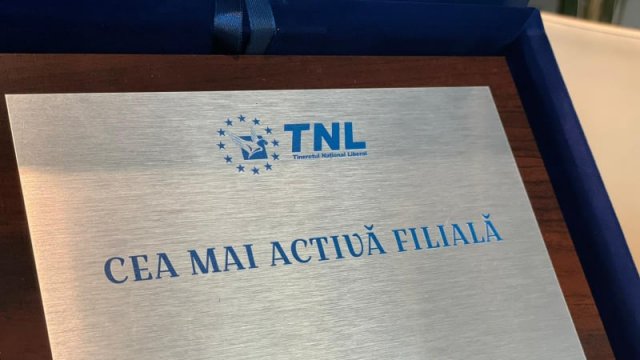 TNL
Tineretul Național Liberal
CEA MAI ACTIVĂ FILIALĂ